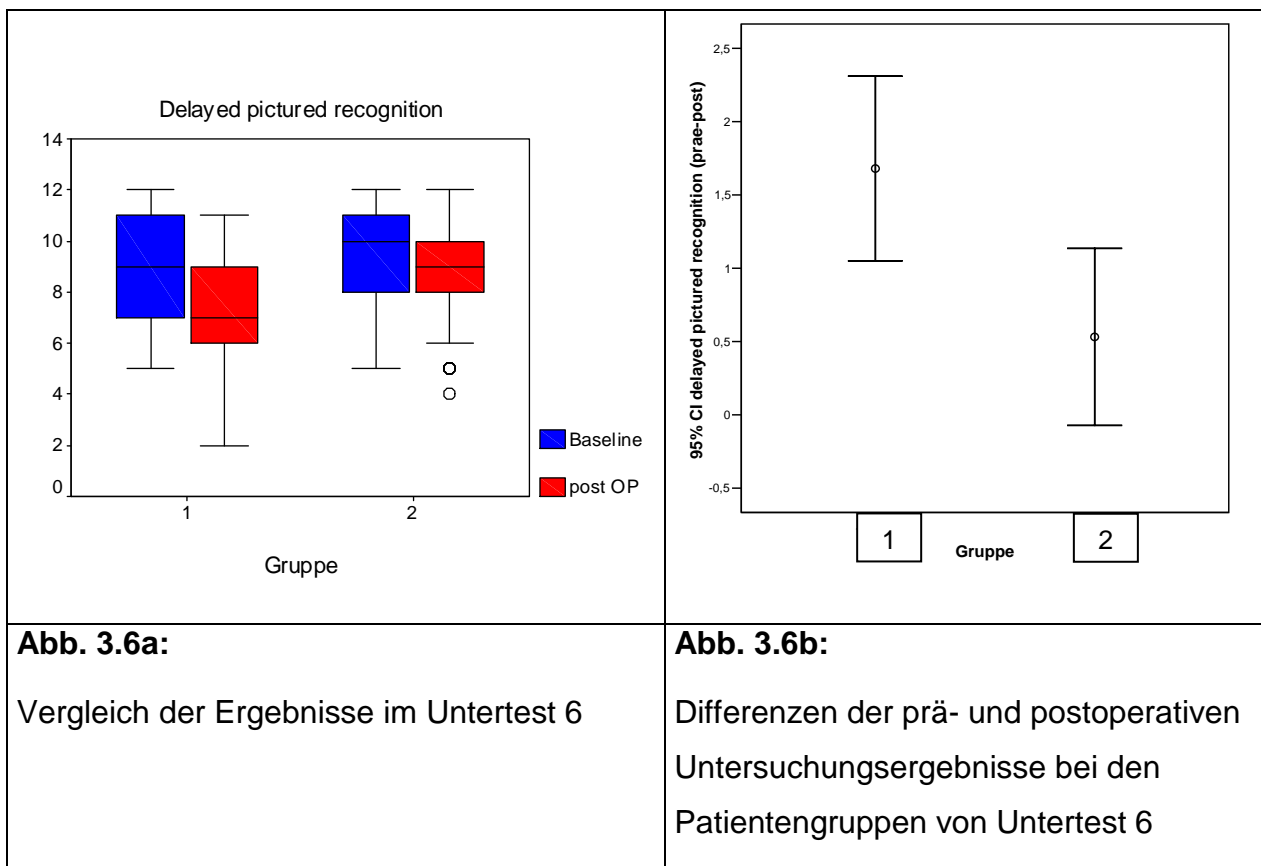 Delayed pictured recognition
14
12
10
8
6
4
2
0
1
2
Gruppe
Baseline
post OP
95% CI delayed pictured recognition (prae-post)
2,5
2
1,5
1
0,5
0
-0,5
1
Gruppe
2
Abb. 3.6a:
Vergleich der Ergebnisse im Untertest 6
Abb. 3.6b:
Differenzen der prä- und postoperativen
Untersuchungsergebnisse bei den
Patientengruppen von Untertest 6